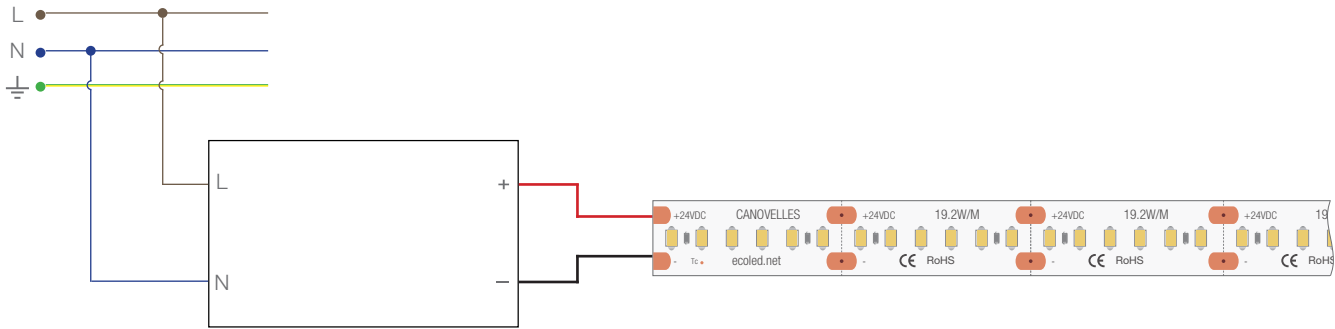 L
N
L
N
+
–
+24VDC CANOVELLES +24VDC 19.2W/M +24VDC 19.2W/M +24VDC 19
- Tc ecoled.net - CE RoHS - CE RoHS - CE RoHS